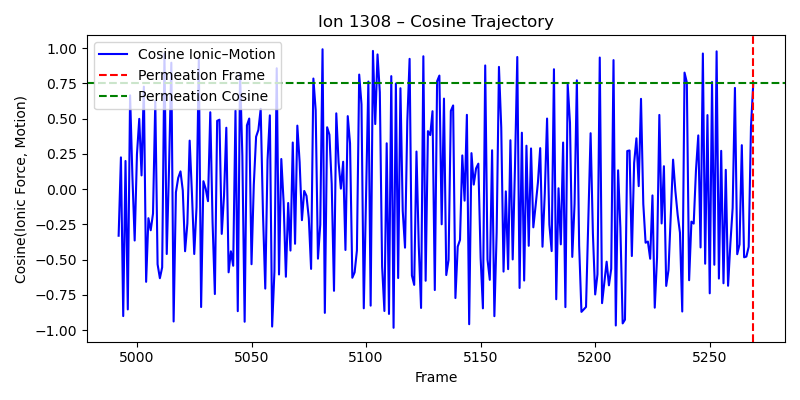 Ion 1308 – Cosine Trajectory
Cosine(Ionic Force, Motion)
1.00
0.75
0.50
0.25
0.00
−0.25
−0.50
−0.75
−1.00
Cosine Ionic–Motion
Permeation Frame
Permeation Cosine
5000
5050
5100
5150
5200
5250
Frame